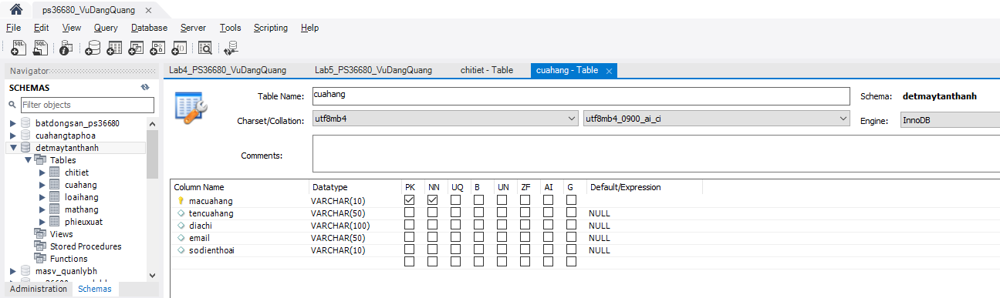 ps36680_VuDangQuang
File Edit View Query Database Server Tools Scripting Help
Navigator
SCHEMAS
Filter objects
batdongsan_ps36680
cuahangtaphoa
detmaytanthanh
Tables
chitiet
cuahang
loaihang
mathang
phieuxuat
Views
Stored Procedures
Functions
masv_quanlybh
Administration Schemas
Lab4_PS36680_VuDangQuang Lab5_PS36680_VuDangQuang chitiet - Table cuahang - Table
Table Name: cuahang Schema: detmaytanthanh
Charset/Collation: utf8mb4 utf8mb4_0900_ai_ci Engine: InnoDB
Comments:
Column Name Datatype PK NN UQ B UN ZF AI G Default/Expression
macuahang VARCHAR(10)
tencuahang VARCHAR(50) NULL
diachi VARCHAR(100) NULL
email VARCHAR(50) NULL
sodienthoai VARCHAR(10) NULL